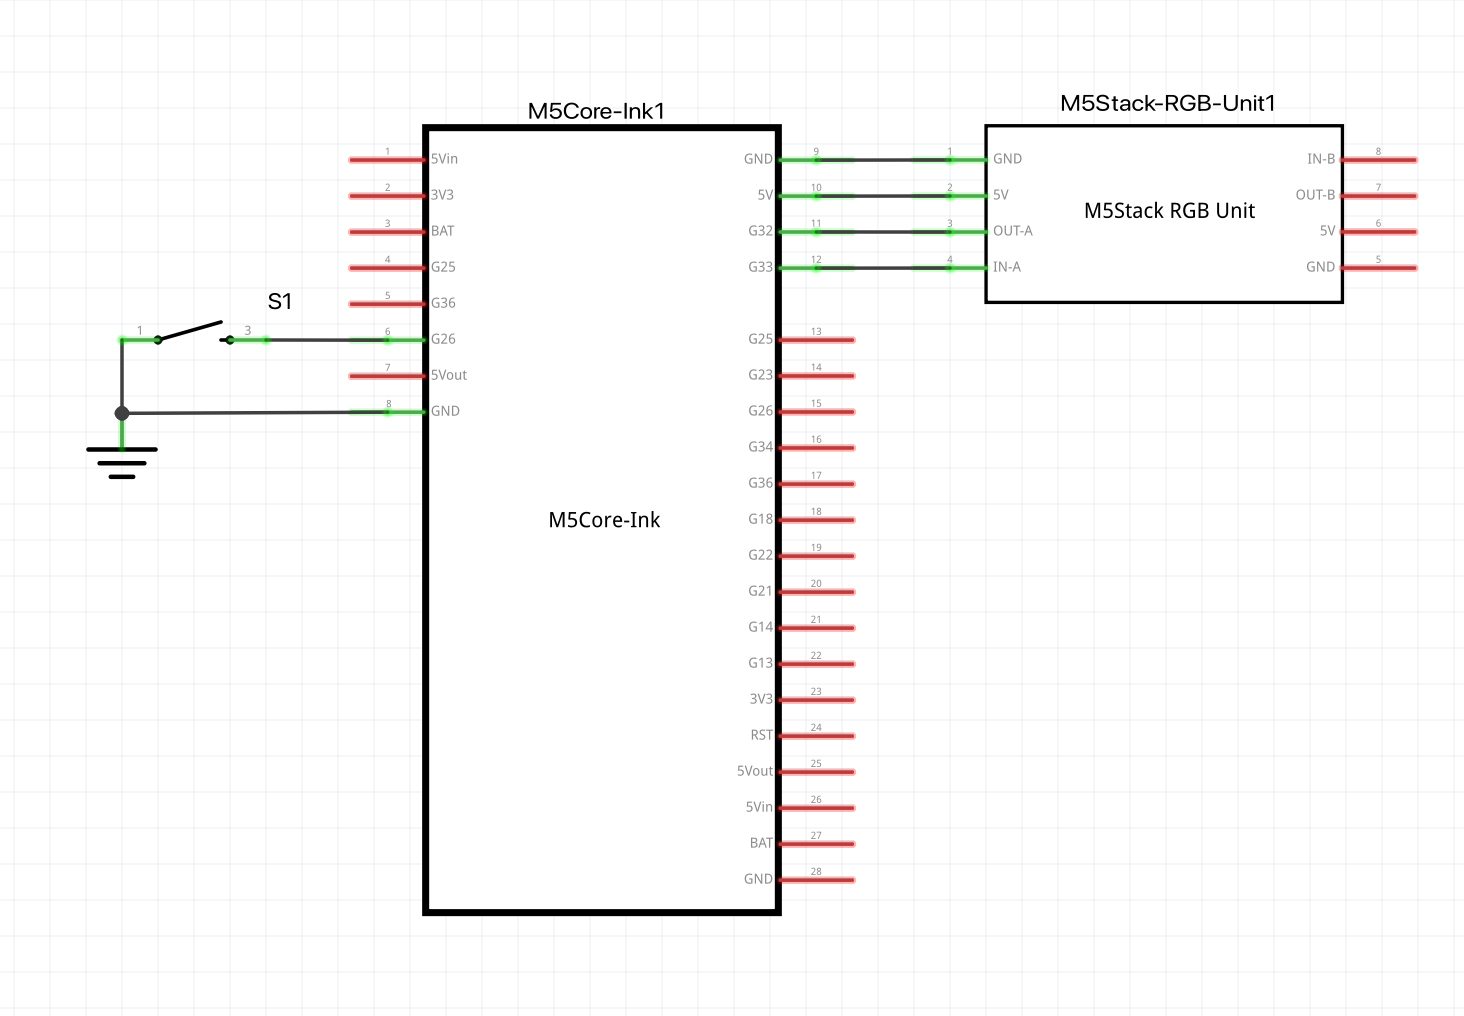 M5Core-Ink1
M5Stack-RGB-Unit1
1 5Vin
2 3V3
3 BAT
4 G25
5 G36
S1
1 3 6 G26
7 5Vout
8 GND
M5Core-Ink
GND 9
5V 10
G32 11
G33 12
G25 13
G23 14
G26 15
G34 16
G36 17
G18 18
G22 19
G21 20
G14 21
G13 22
3V3 23
RST 24
5Vout 25
5Vin 26
BAT 27
GND 28
1 GND
2 5V
3 OUT-A
4 IN-A
M5Stack RGB Unit
IN-B 8
OUT-B 7
5V 6
GND 5